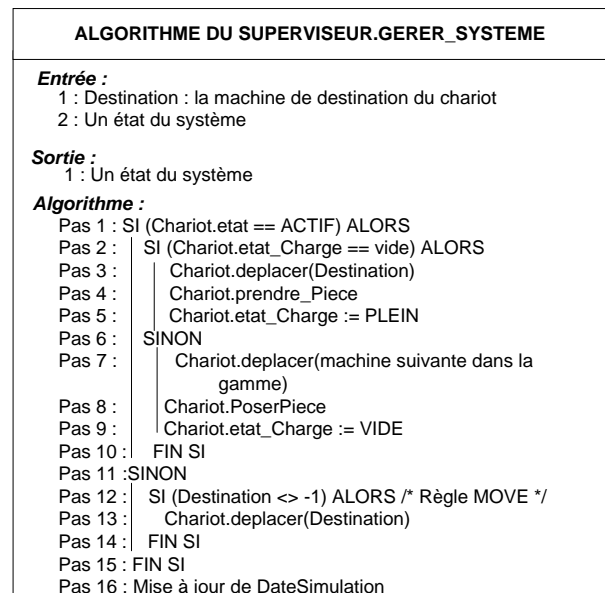 ALGORITHME DU SUPERVISEUR.GERER_SYSTEME
Entrée :
1 : Destination : la machine de destination du chariot
2 : Un état du système
Sortie :
1 : Un état du système
Algorithme :
Pas 1 : SI (Chariot.etat == ACTIF) ALORS
Pas 2 : SI (Chariot.etat_Charge == vide) ALORS
Pas 3 : Chariot.deplacer(Destination)
Pas 4 : Chariot.prendre_Piece
Pas 5 : Chariot.etat_Charge := PLEIN
Pas 6 : SINON
Pas 7 : Chariot.deplacer(machine suivante dans la
gamme)
Pas 8 : Chariot.PoserPiece
Pas 9 : Chariot.etat_Charge := VIDE
Pas 10 : FIN SI
Pas 11 :SINON
Pas 12 : SI (Destination <> -1) ALORS /* Règle MOVE */
Pas 13 : Chariot.deplacer(Destination)
Pas 14 : FIN SI
Pas 15 : FIN SI
Pas 16 : Mise à jour de DateSimulation